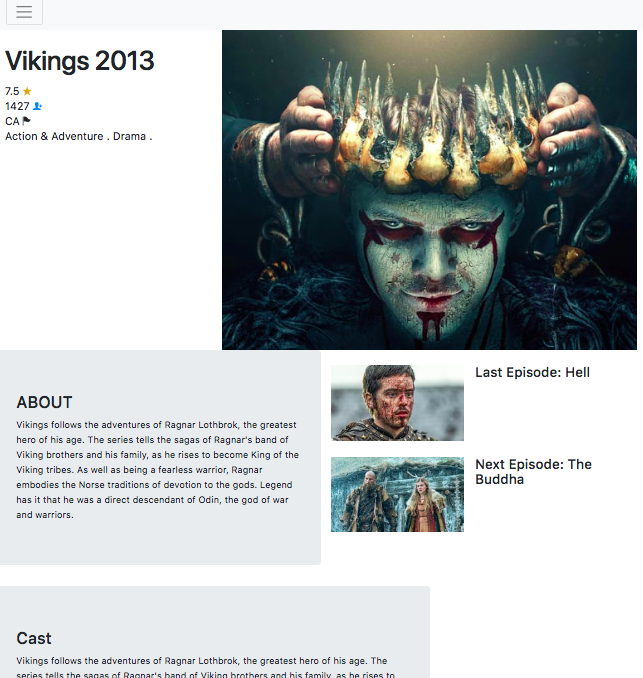 Vikings 2013
7.5
1427
CA
Action & Adventure . Drama .
ABOUT
Vikings follows the adventures of Ragnar Lothbrok, the greatest
hero of his age. The series tells the sagas of Ragnar's band of
Viking brothers and his family, as he rises to become King of the
Viking tribes. As well as being a fearless warrior, Ragnar
embodies the Norse traditions of devotion to the gods. Legend
has it that he was a direct descendant of Odin, the god of war
and warriors.
Last Episode: Hell
Next Episode: The
Buddha
Cast
Vikings follows the adventures of Ragnar Lothbrok, the greatest hero of his age. The
series tells the sagas of Ragnar's band of Viking brothers and his family, as he rises to